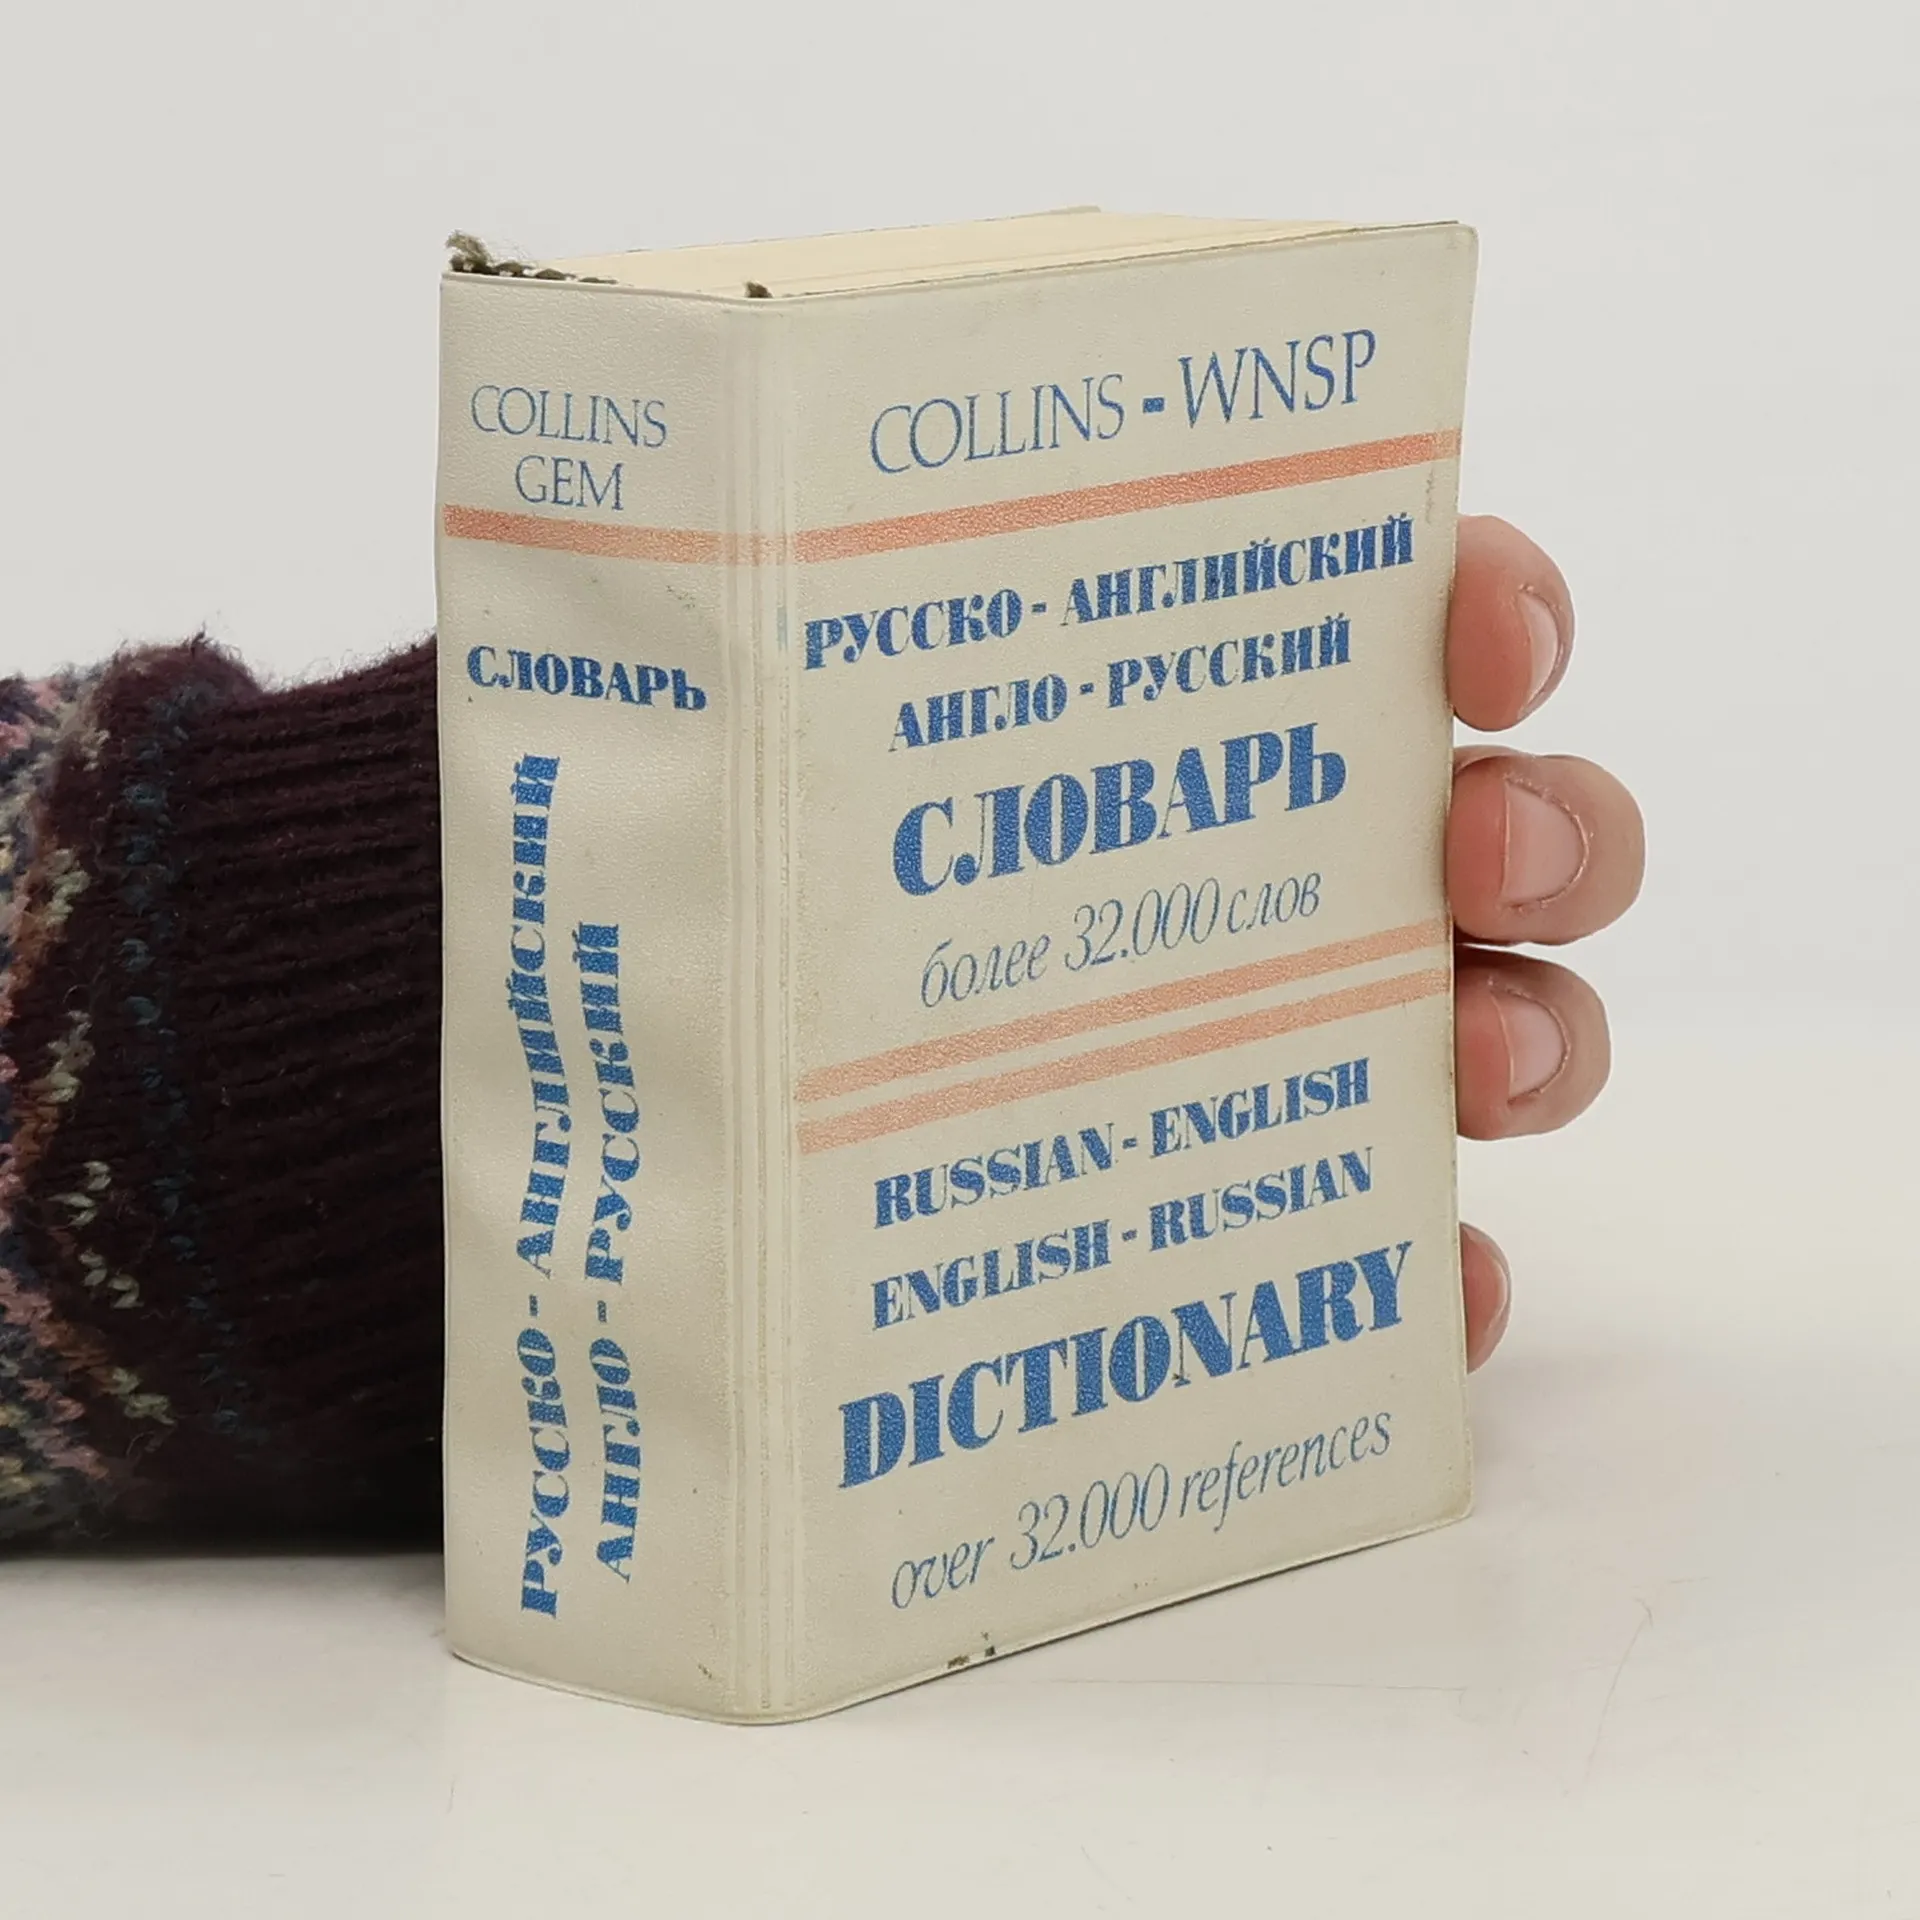 COLLINS
GEM
СЛОВАРЬ
РУССКО - АНГЛИЙСКИЙ
АНГЛО - РУССКИЙ
COLLINS - WNSP
РУССКО - АНГЛИЙСКИЙ
АНГЛО - РУССКИЙ
СЛОВАРЬ
более 32.000 слов
RUSSIAN - ENGLISH
ENGLISH - RUSSIAN
DICTIONARY
over 32.000 references